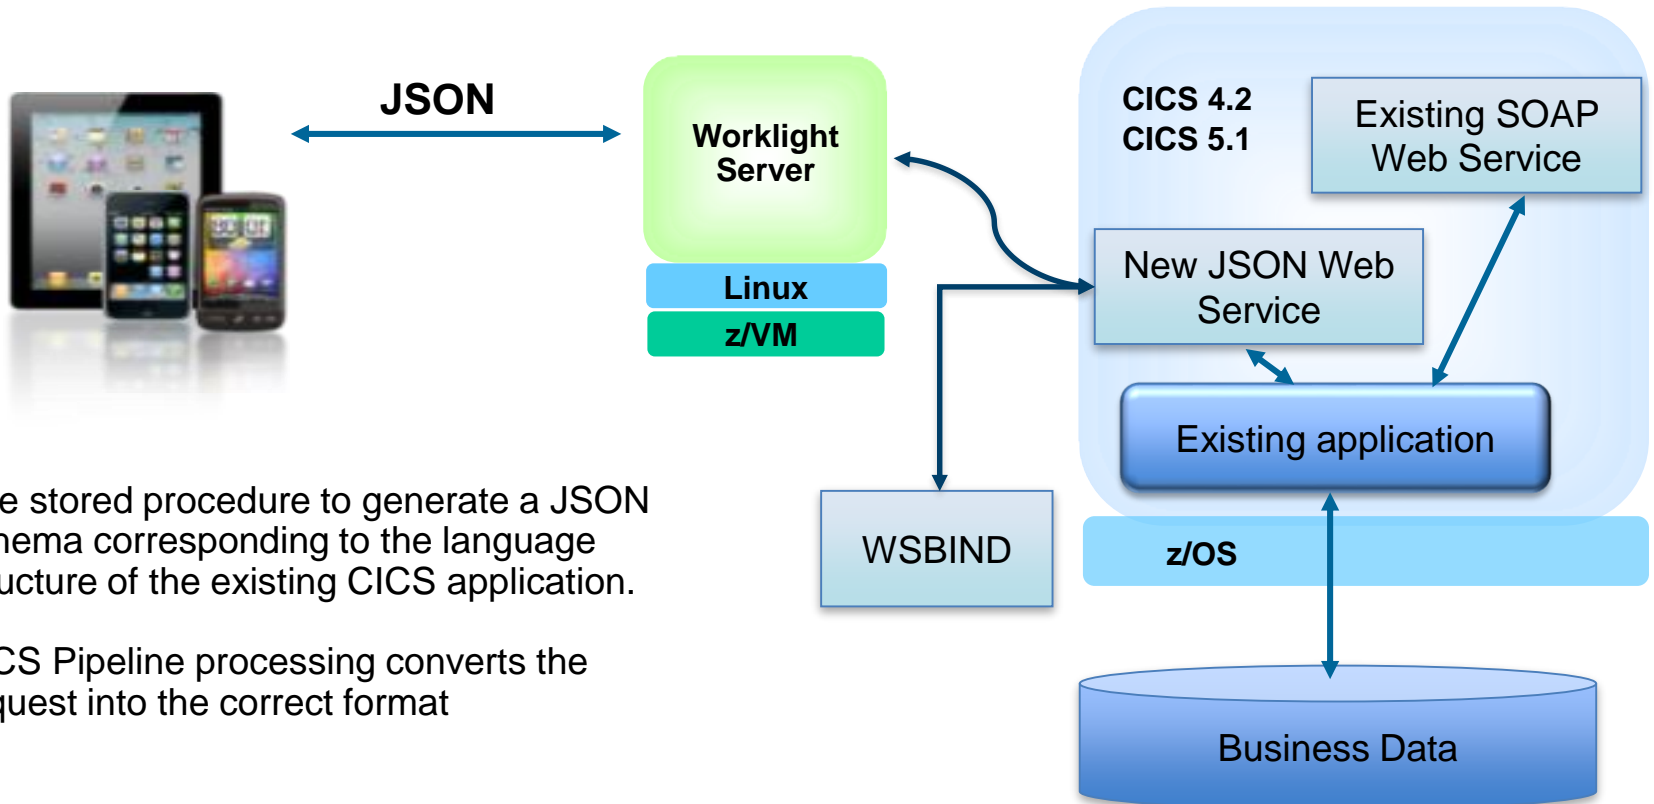 JSON
Worklight
Server
Linux
z/VM
CICS 4.2
CICS 5.1
Existing SOAP
Web Service
New JSON Web
Service
Existing application
z/OS
WSBIND
Business Data
e stored procedure to generate a JSON
nema corresponding to the language
ucture of the existing CICS application.
CS Pipeline processing converts the
quest into the correct format